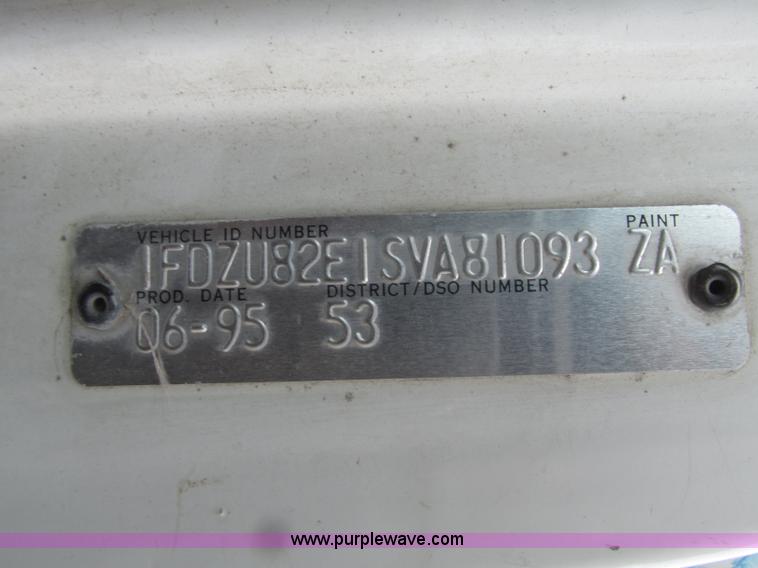 VEHICLE ID NUMBER PAINT
1FDZU82E1SVA81093 ZA
PROD. DATE DISTRICT/DSO NUMBER
06-95 53
www.purplewave.com